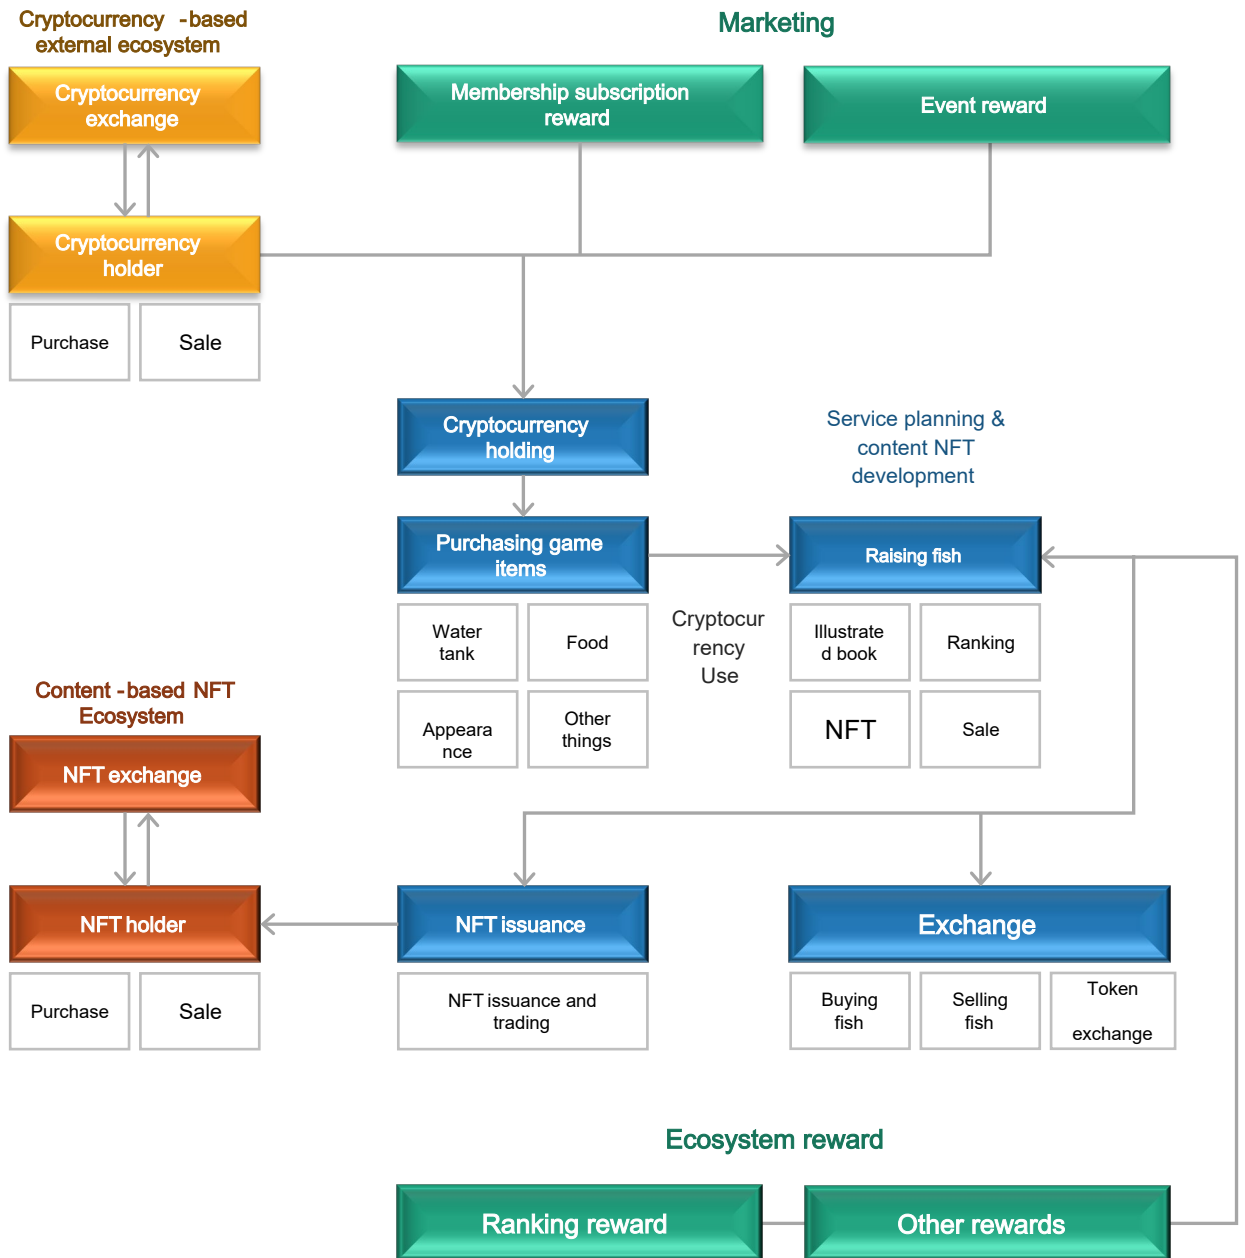 Cryptocurrency -based
external ecosystem
Marketing
Cryptocurrency
exchange
Membership subscription
reward
Event reward
Cryptocurrency
holder
Purchase
Sale
Cryptocurrency
holding
Service planning &
content NFT
development
Purchasing game
items
Raising fish
Water
tank
Food
Cryptocur
rency
Use
Illustrate
d book
Ranking
Appeara
nce
Other
things
NFT
Sale
Content -based NFT
Ecosystem
NFT exchange
NFT holder
NFT issuance
Exchange
Purchase
Sale
NFT issuance and
trading
Buying
fish
Selling
fish
Token
exchange
Ecosystem reward
Ranking reward
Other rewards